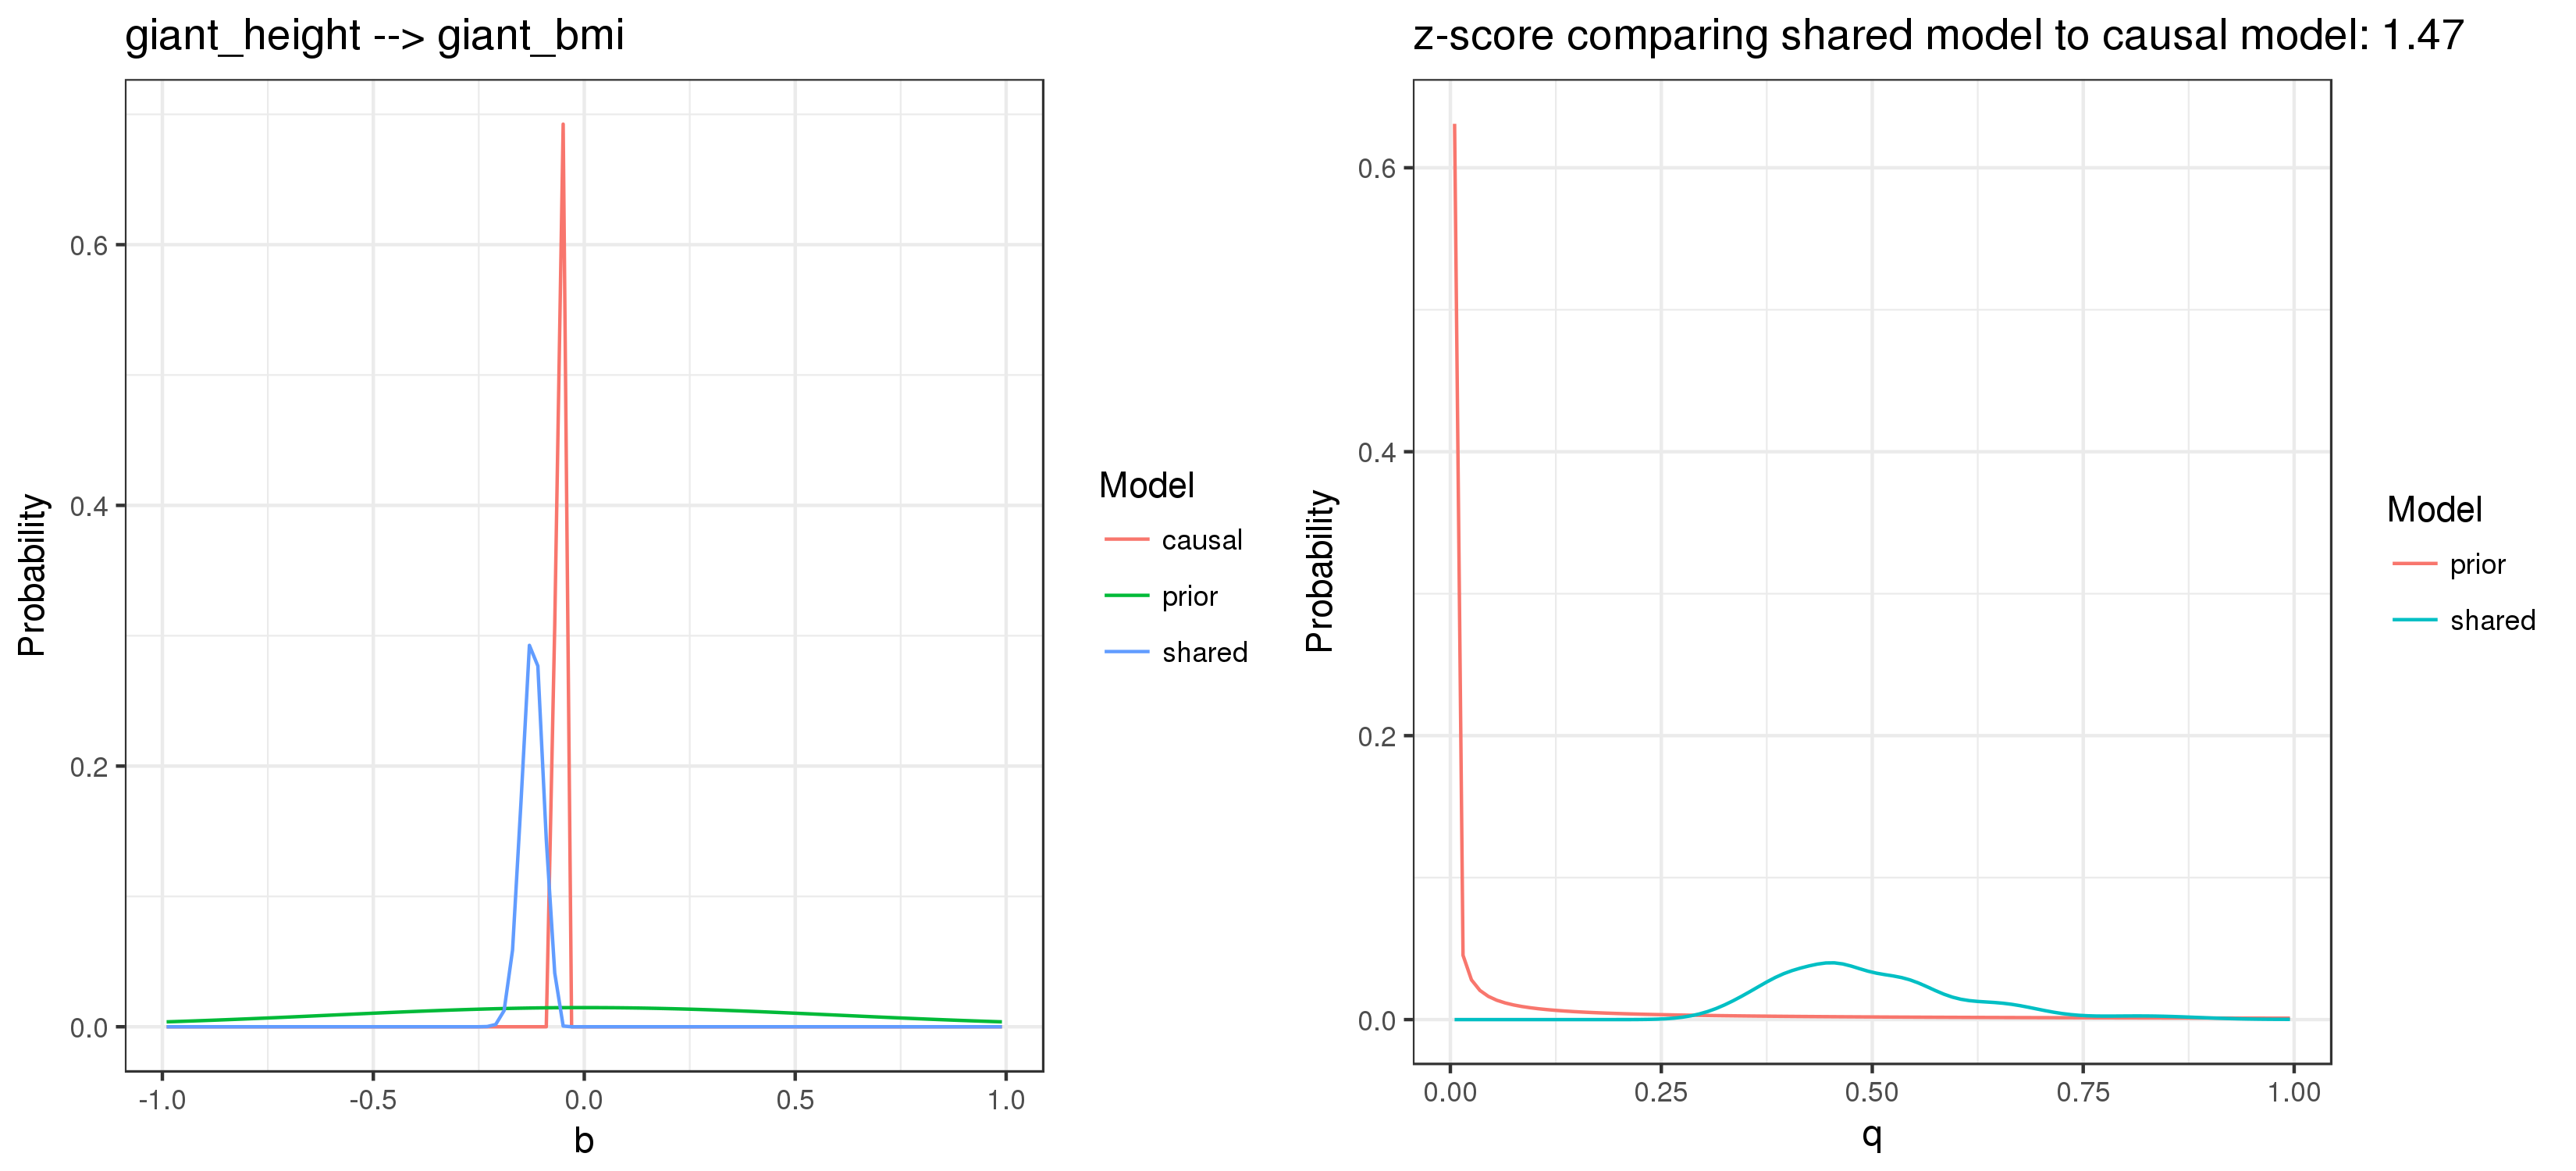 giant_height --> giant_bmi
Probability
0.6
0.4
0.2
0.0
-1.0 -0.5 0.0 0.5 1.0
b
Model
causal
prior
shared
z-score comparing shared model to causal model: 1.47
Probability
0.6
0.4
0.2
0.0
0.00 0.25 0.50 0.75 1.00
q
Model
prior
shared